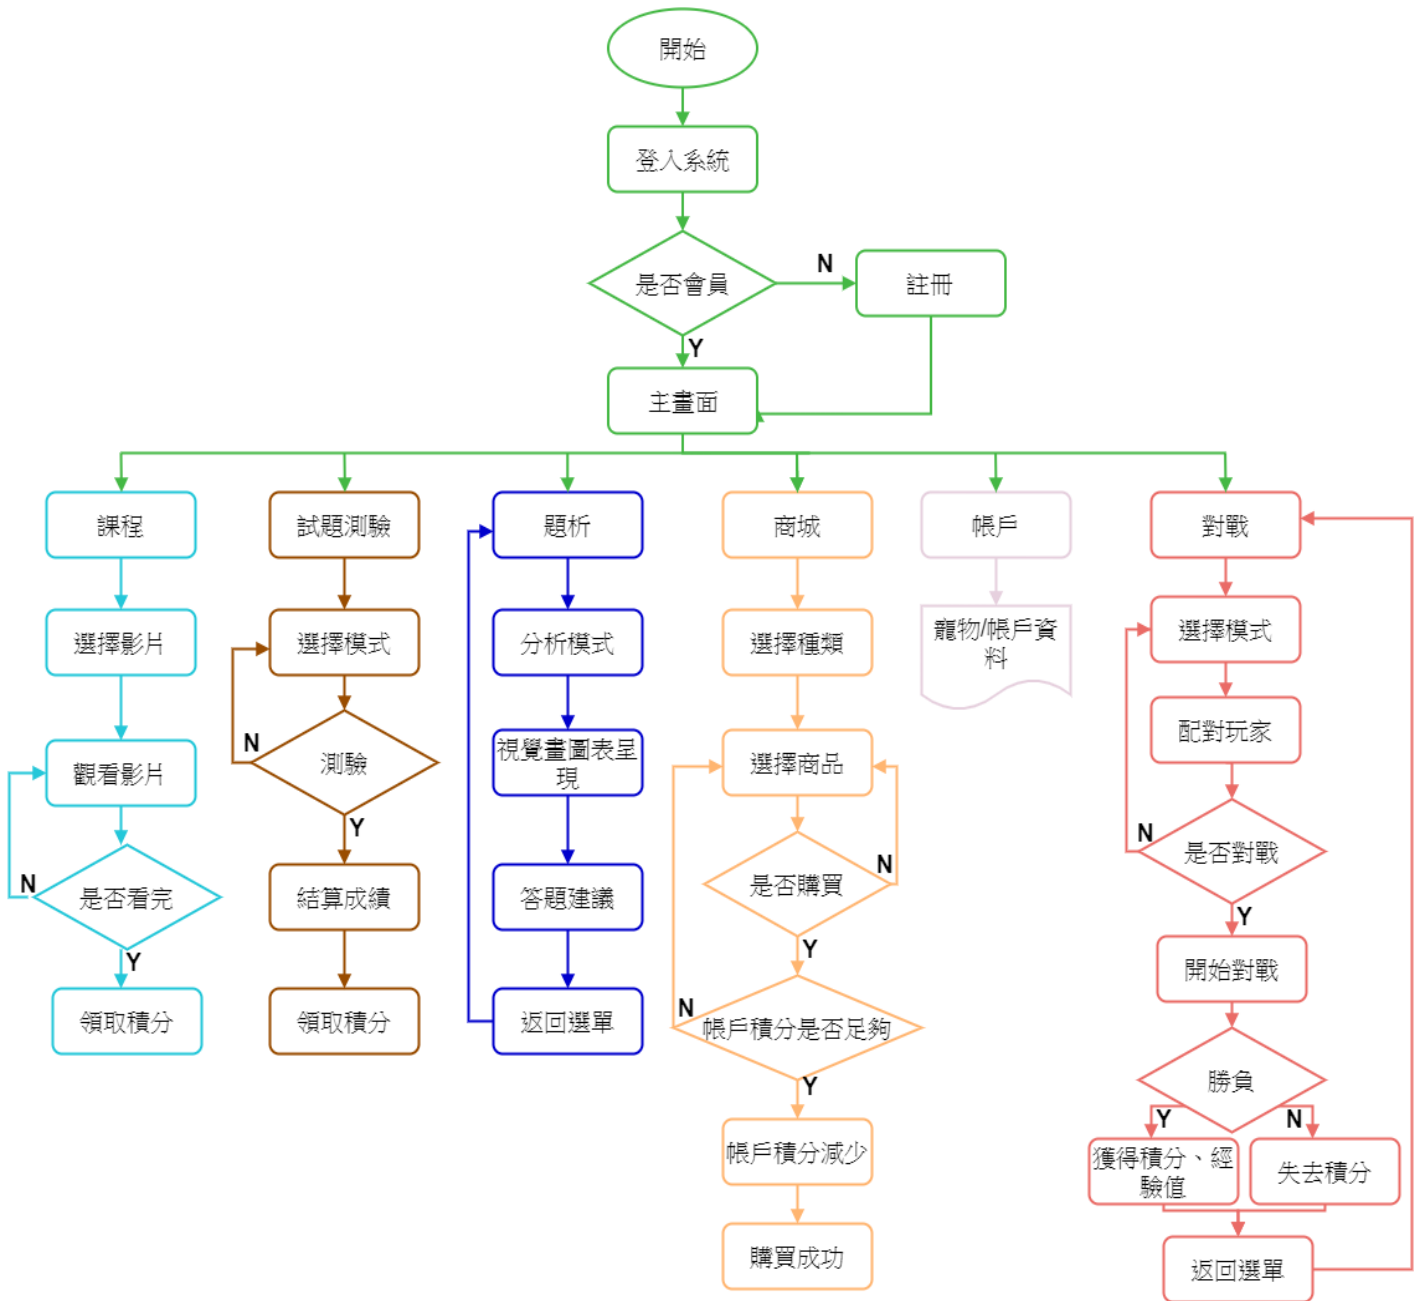 開始
登入系統
是否會員
N
註冊
Y
主畫面
課程
選擇影片
觀看影片
N
是否看完
Y
領取積分
試題測驗
選擇模式
N
測驗
Y
結算成績
領取積分
題析
分析模式
視覺畫圖表呈
現
答題建議
返回選單
商城
選擇種類
選擇商品
N
是否購買
Y
N
帳戶積分是否足夠
Y
帳戶積分減少
購買成功
帳戶
寵物/帳戶資
料
對戰
選擇模式
配對玩家
N
是否對戰
Y
開始對戰
勝負
Y
N
獲得積分、經
驗值
失去積分
返回選單